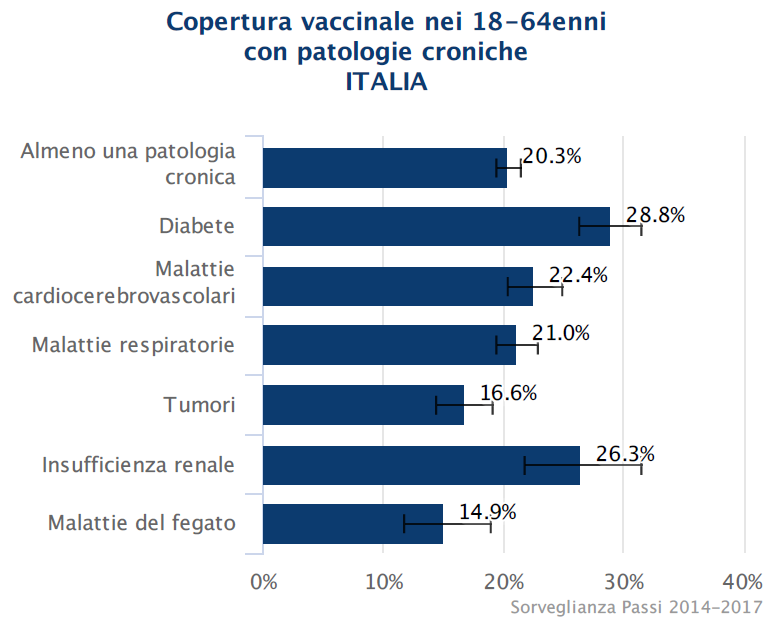 Copertura vaccinale nei 18-64enni
con patologie croniche
ITALIA
Almeno una patologia
cronica
20.3%
Diabete
28.8%
Malattie
cardiocerebrovascolari
22.4%
Malattie respiratorie
21.0%
Tumori
16.6%
Insufficienza renale
26.3%
Malattie del fegato
14.9%
0% 10% 20% 30% 40%
Sorveglianza Passi 2014-2017